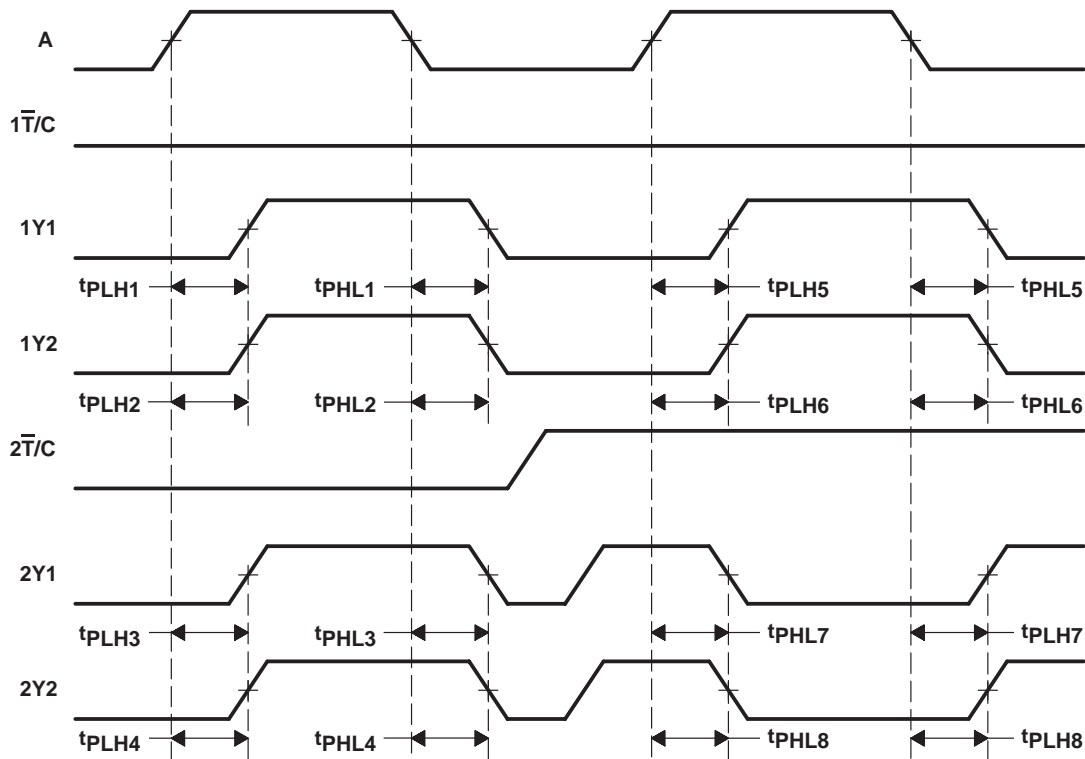 A
1T̅/C
1Y1
tPLH1 tPHL1 tPLH5 tPHL5
1Y2
tPLH2 tPHL2 tPLH6 tPHL6
2T̅/C
2Y1
tPLH3 tPHL3 tPHL7 tPLH7
2Y2
tPLH4 tPHL4 tPHL8 tPLH8